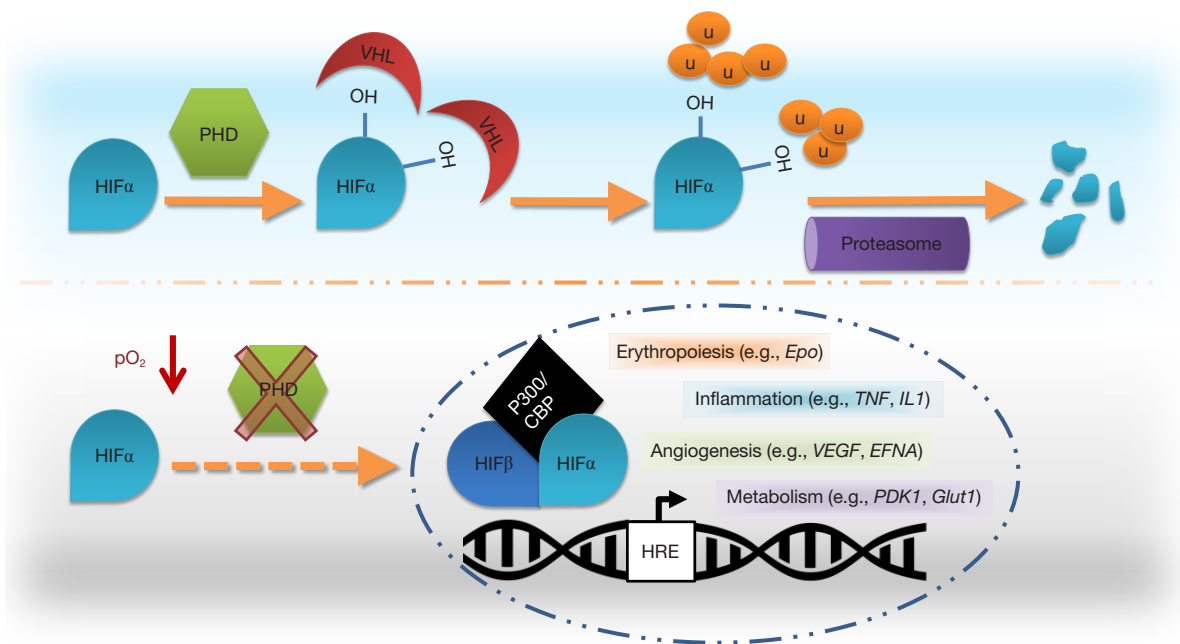 HIFα
PHD
VHL
OH
VHL
OH
HIFα
u
u
u
u
OH
u
u
u
OH
HIFα
Proteasome
pO₂
PHD
HIFα
P300/
CBP
HIFβ
HIFα
Erythropoiesis (e.g., Epo)
Inflammation (e.g., TNF, IL1)
Angiogenesis (e.g., VEGF, EFNA)
Metabolism (e.g., PDK1, Glut1)
HRE